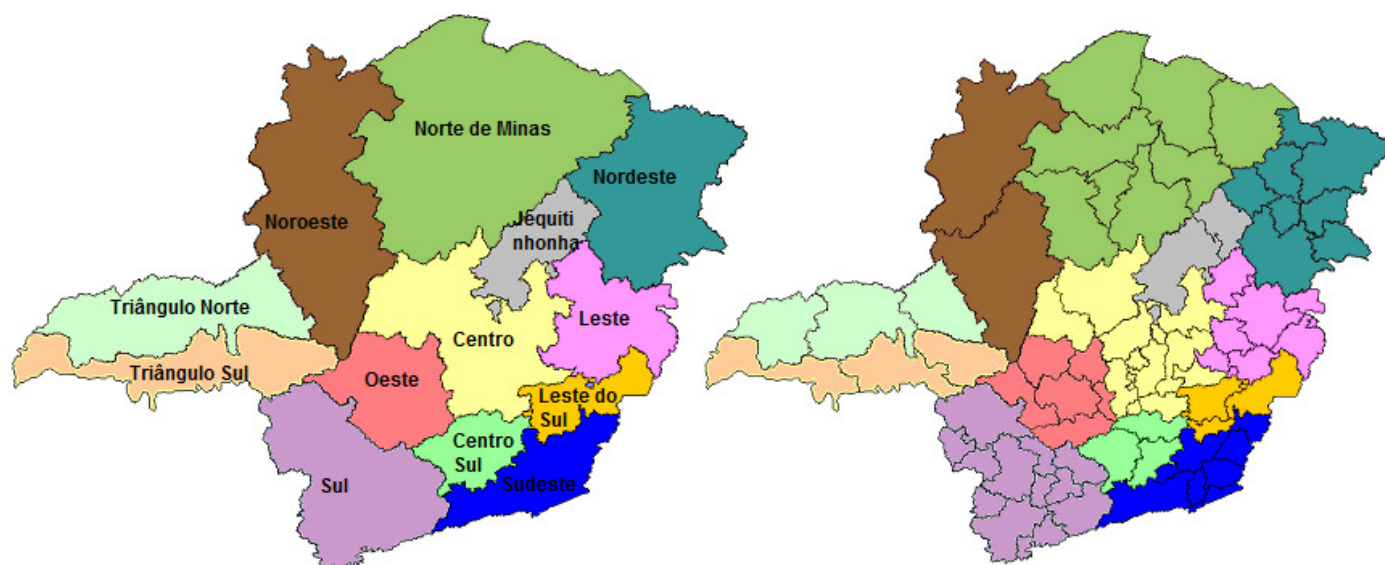 Norte de Minas
Nordeste
Noroeste
Jequiti
nhonha
Triângulo Norte
Leste
Centro
Triângulo Sul
Oeste
Leste do
Sul
Centro
Sul
Sul
Sudeste